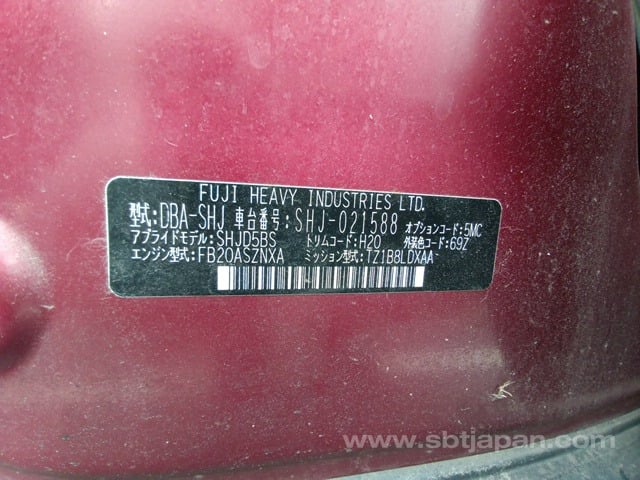 FUJI HEAVY INDUSTRIES LTD.
型式:DBA-SHJ 車台番号:SHJ-021588 オプションコード:5MC
アプライドモデル:SHJD5BS トリムコード:H20 外装色コード:69Z
エンジン型式:FB20ASZNXA ミッション型式:TZ1B8LDXAA
www.sbtjapan.com